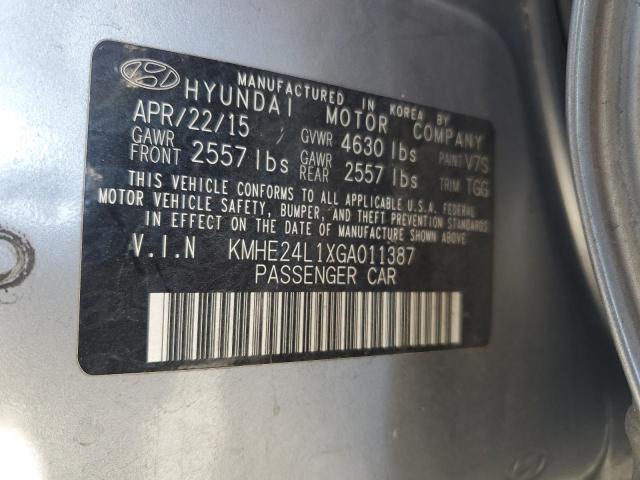 MANUFACTURED IN KOREA BY
HYUNDAI MOTOR COMPANY
APR/22/15 GVWR 4630 lbs PAINT V7S
GAWR FRONT 2557 lbs GAWR REAR 2557 lbs TRIM TGG
THIS VEHICLE CONFORMS TO ALL APPLICABLE U.S.A. FEDERAL
MOTOR VEHICLE SAFETY, BUMPER, AND THEFT PREVENTION STANDARDS
IN EFFECT ON THE DATE OF MANUFACTURE SHOWN ABOVE.
V.I.N KMHE24L1XGA011387
PASSENGER CAR